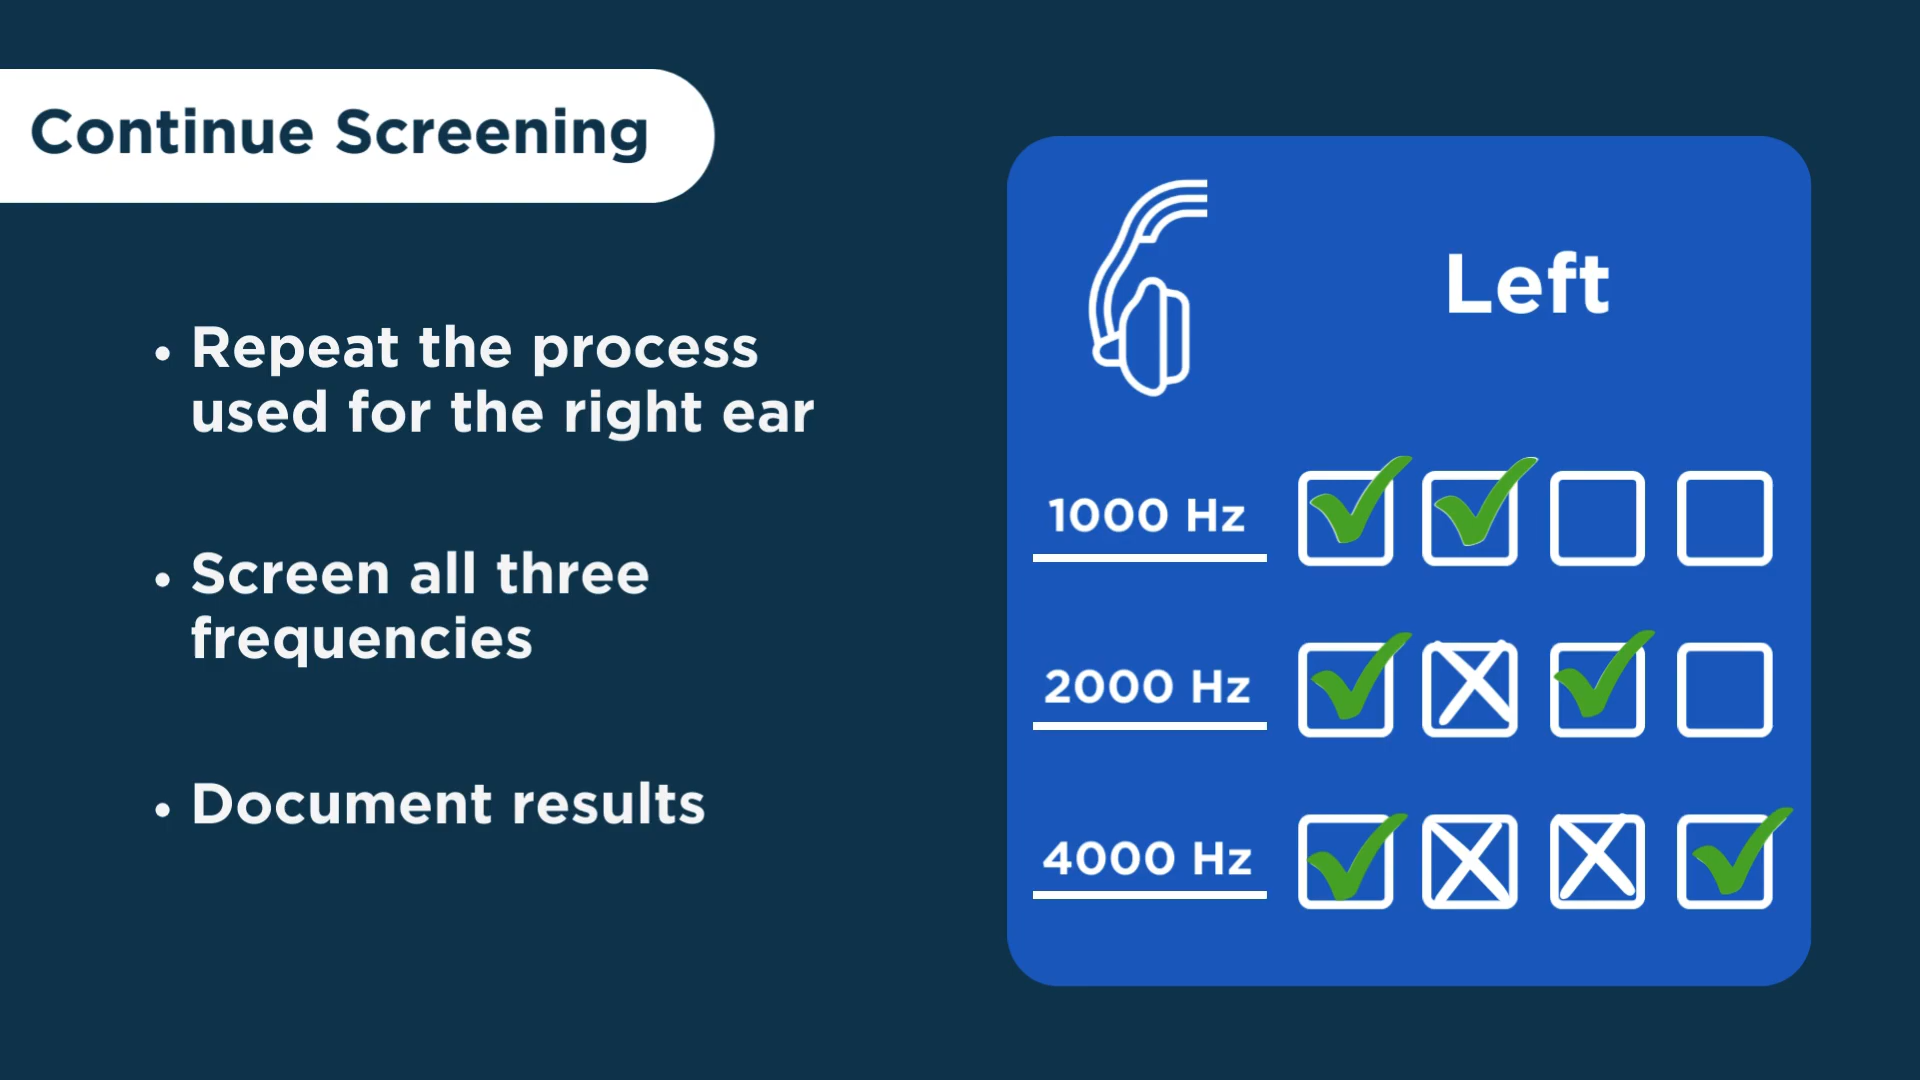 Continue Screening
• Repeat the process
used for the right ear
• Screen all three
frequencies
• Document results
Left
1000 Hz
2000 Hz
4000 Hz